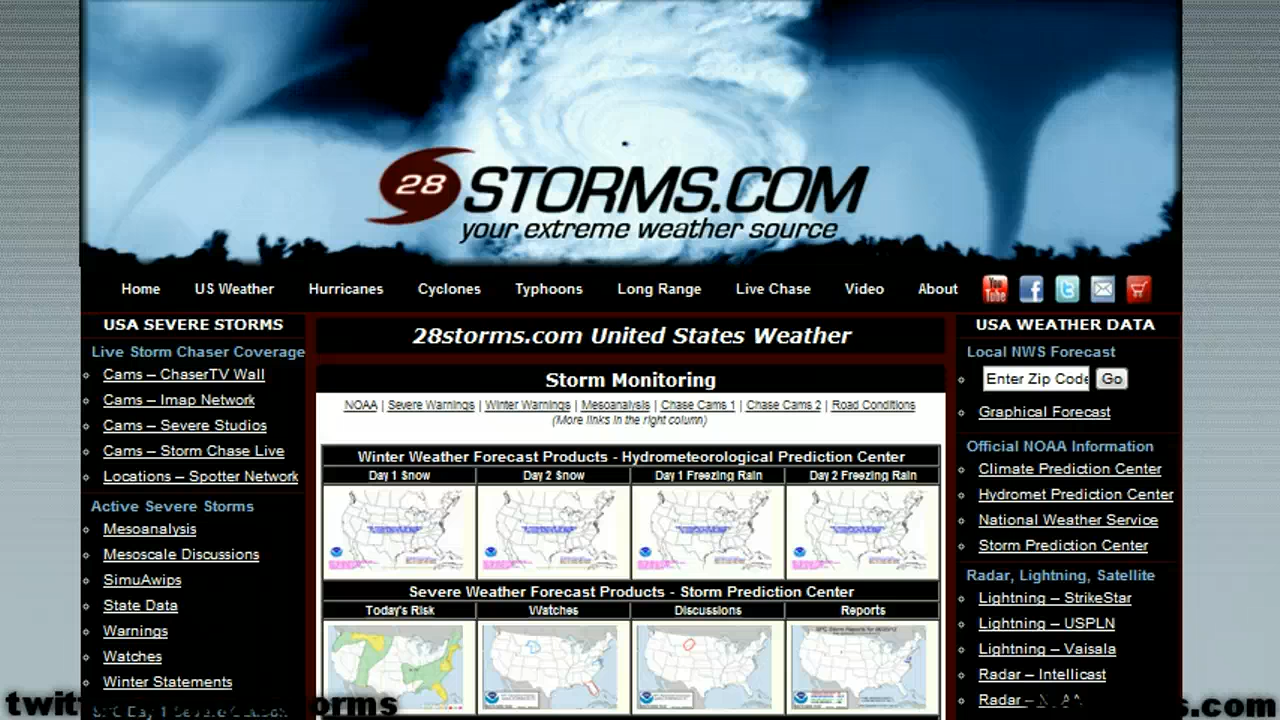 28
STORMS.COM
your extreme weather source
Home US Weather Hurricanes Cyclones Typhoons Long Range Live Chase Video About You Tube
USA SEVERE STORMS
Live Storm Chaser Coverage
Cams – ChaserTV Wall
Cams – Imap Network
Cams – Severe Studios
Cams – Storm Chase Live
Locations – Spotter Network
Active Severe Storms
Mesoanalysis
Mesoscale Discussions
SimuAwips
State Data
Warnings
Watches
Winter Statements
28storms.com United States Weather
Storm Monitoring
NOAA | Severe Warnings | Winter Warnings | Mesoanalysis | Chase Cams 1 | Chase Cams 2 | Road Conditions
(More links in the right column)
Winter Weather Forecast Products - Hydrometeorological Prediction Center
Day 1 Snow Day 2 Snow Day 1 Freezing Rain Day 2 Freezing Rain
Severe Weather Forecast Products - Storm Prediction Center
Today's Risk Watches Discussions Reports
USA WEATHER DATA
Local NWS Forecast
Enter Zip Code Go
Graphical Forecast
Official NOAA Information
Climate Prediction Center
Hydromet Prediction Center
National Weather Service
Storm Prediction Center
Radar, Lightning, Satellite
Lightning – StrikeStar
Lightning – USPLN
Lightning – Vaisala
Radar – Intellicast
Radar –